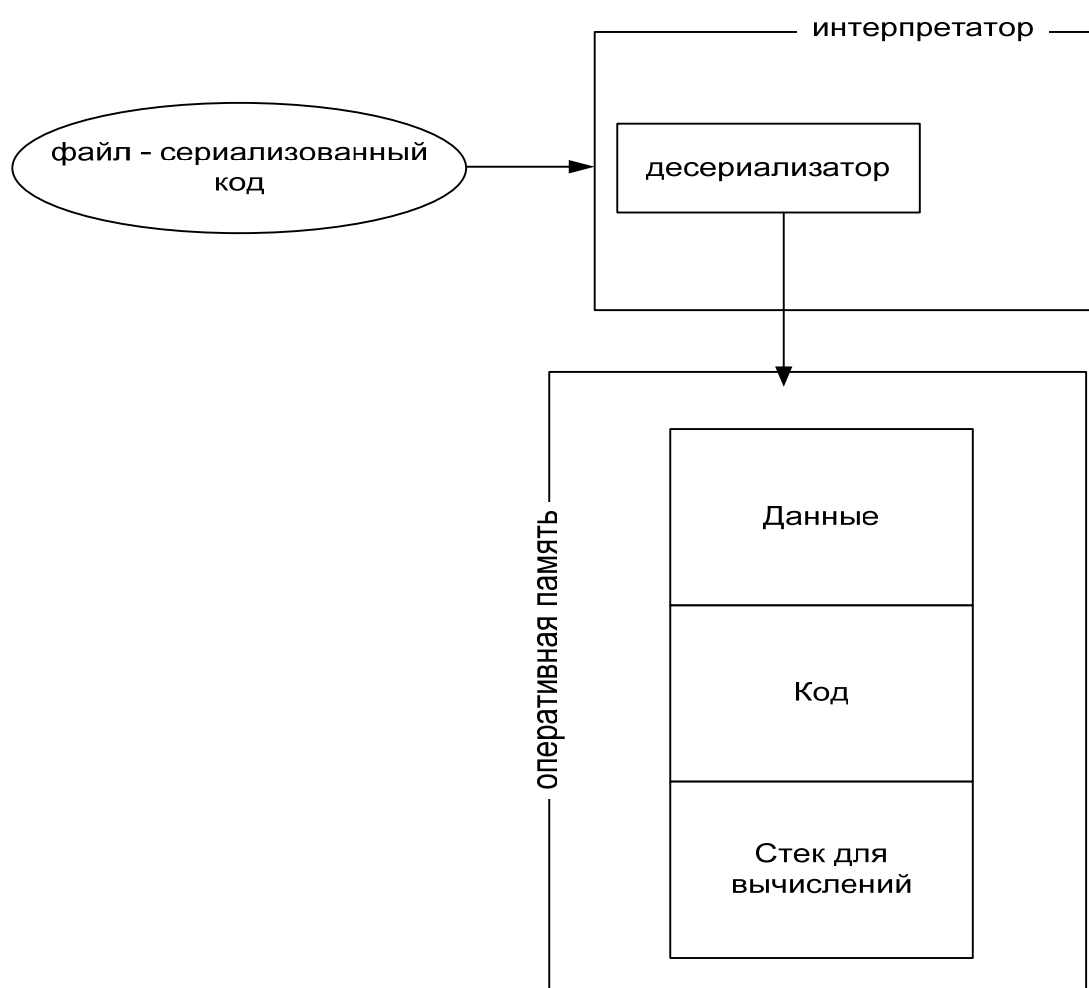 интерпретатор
файл - сериализованный
код
десериализатор
оперативная память
Данные
Код
Стек для
вычислений